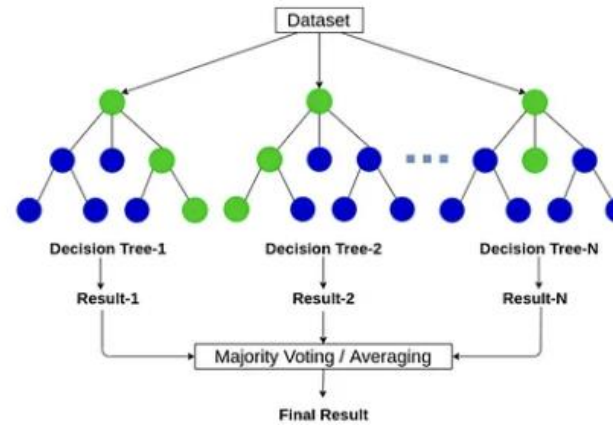 Dataset
Decision Tree-1
Decision Tree-2
Decision Tree-N
Result-1
Result-2
Result-N
Majority Voting / Averaging
Final Result